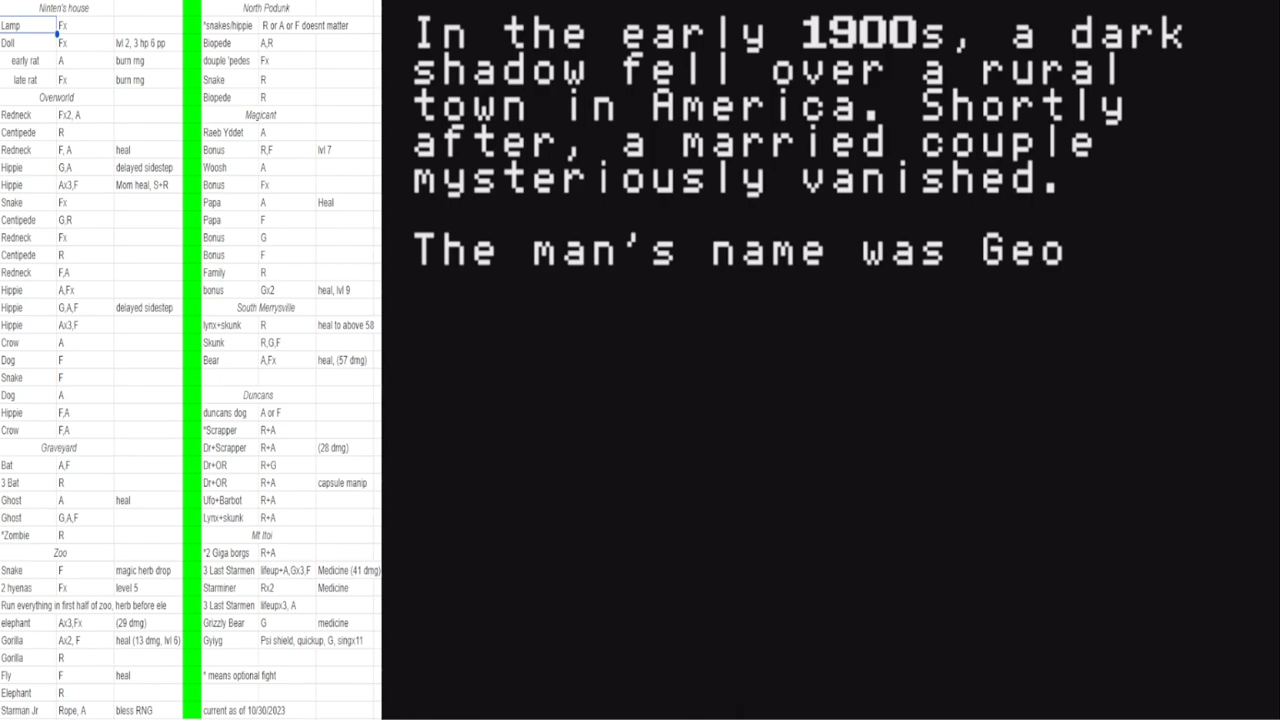 Ninten's house
Lamp Fx
Doll Fx lvl 2, 3 hp 6 pp
early rat A burn rng
late rat Fx burn rng
Overworld
Redneck Fx2, A
Centipede R
Redneck F, A heal
Hippie G,A delayed sidestep
Hippie Ax3,F Mom heal, S+R
Snake Fx
Centipede G,R
Redneck Fx
Centipede R
Redneck F,A
Hippie A,Fx
Hippie G,A,F delayed sidestep
Hippie Ax3,F
Crow A
Dog F
Snake F
Dog A
Hippie F,A
Crow F,A
Graveyard
Bat A,F
3 Bat R
Ghost A heal
Ghost G,A,F
*Zombie R
Zoo
Snake F magic herb drop
2 hyenas Fx level 5
Run everything in first half of zoo, herb before ele
elephant Ax3,Fx (29 dmg)
Gorilla Ax2, F heal (13 dmg, lvl 6)
Gorilla R
Fly F heal
Elephant R
Starman Jr Rope, A bless RNG
North Podunk
*snakes/hippie R or A or F doesnt matter
Biopede A,R
douple 'pedes Fx
Snake R
Biopede R
Magicant
Raeb Yddet A
Bonus R,F lvl 7
Woosh A
Bonus Fx
Papa A Heal
Papa F
Bonus G
Bonus F
Family R
bonus Gx2 heal, lvl 9
South Merrysville
lynx+skunk R heal to above 58
Skunk R,G,F
Bear A,Fx heal, (57 dmg)
Duncans
duncans dog A or F
*Scrapper R+A
Dr+Scrapper R+A (28 dmg)
Dr+OR R+G
Dr+OR R+A capsule manip
Ufo+Barbot R+A
Lynx+skunk R+A
Mt Itoi
*2 Giga borgs R+A
3 Last Starmen lifeup+A,Gx3,F Medicine (41 dmg)
Starminer Rx2 Medicine
3 Last Starmen lifeupx3, A
Grizzly Bear G medicine
Gyiyg Psi shield, quickup, G, singx11
* means optional fight
current as of 10/30/2023
In the early 1900s, a dark
shadow fell over a rural
town in America. Shortly
after, a married couple
mysteriously vanished.
The man's name was Geo